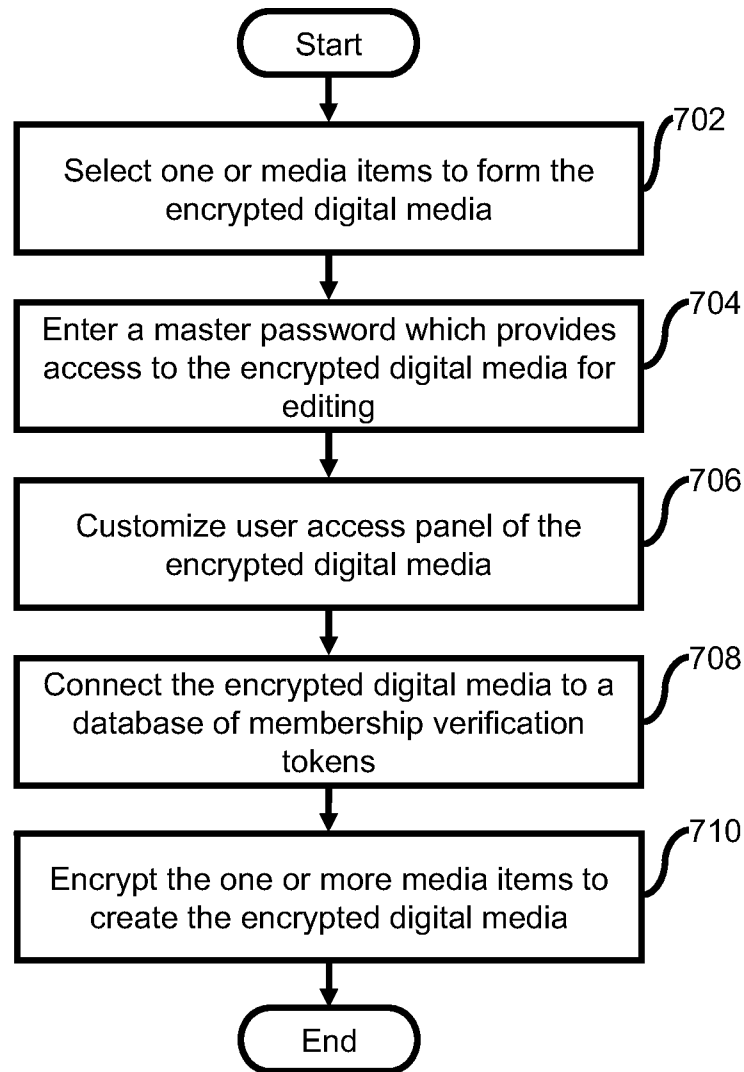 Start
702
Select one or media items to form the
encrypted digital media
704
Enter a master password which provides
access to the encrypted digital media for
editing
706
Customize user access panel of the
encrypted digital media
708
Connect the encrypted digital media to a
database of membership verification
tokens
710
Encrypt the one or more media items to
create the encrypted digital media
End